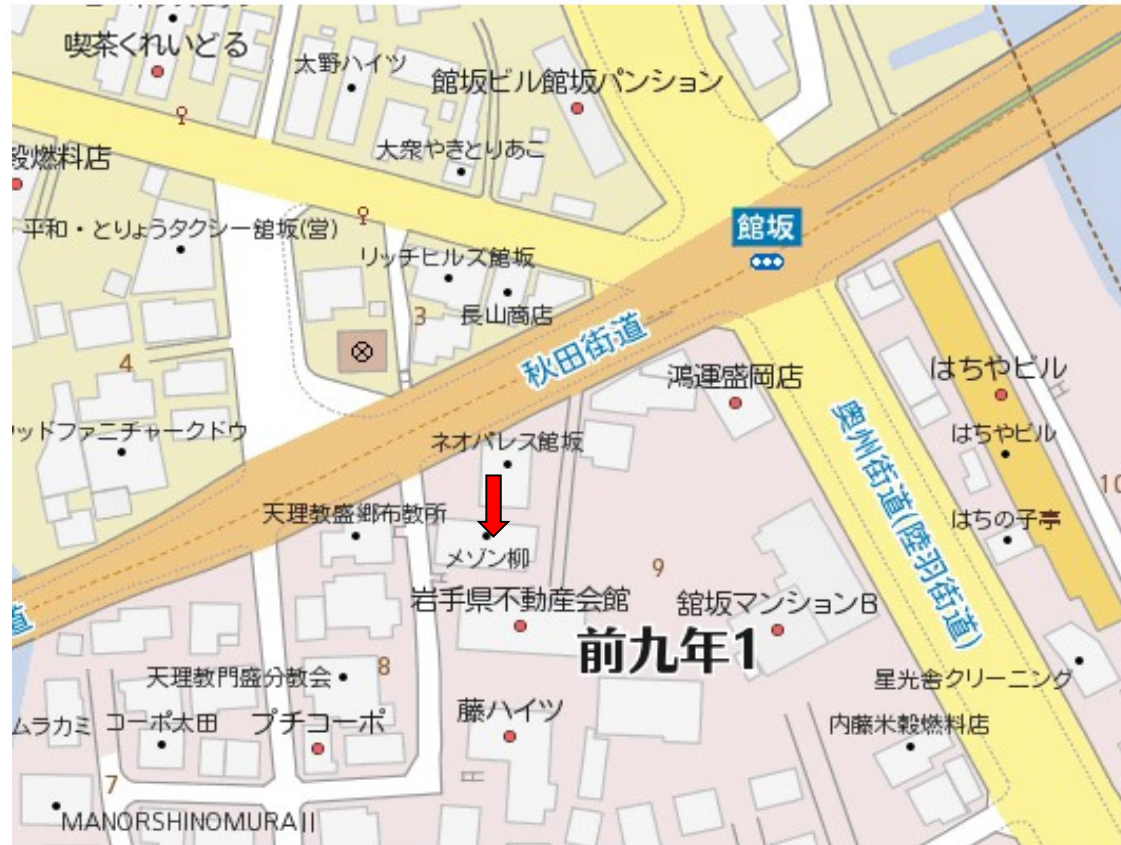 喫茶くれいどる
太野ハイツ
館坂ビル館坂パンション
大衆やきとりあこ
穀燃料店
平和・とりょうタクシー舘坂(営)
リッチヒルズ館坂
館坂
3
長山商店
4
秋田街道
鴻運盛岡店
はちやビル
ッドファニチャークドウ
ネオパレス館坂
奥州街道(陸羽街道)
はちやビル
10
天理教盛郷布教所
はちの子亭
メゾン柳
9
岩手県不動産会館
舘坂マンションB
道
前九年1
天理教門盛分教会
8
星光舎クリーニング
ムラカミ
コーポ太田
プチコーポ
藤ハイツ
内藤米穀燃料店
7
MANORSHINOMURAII